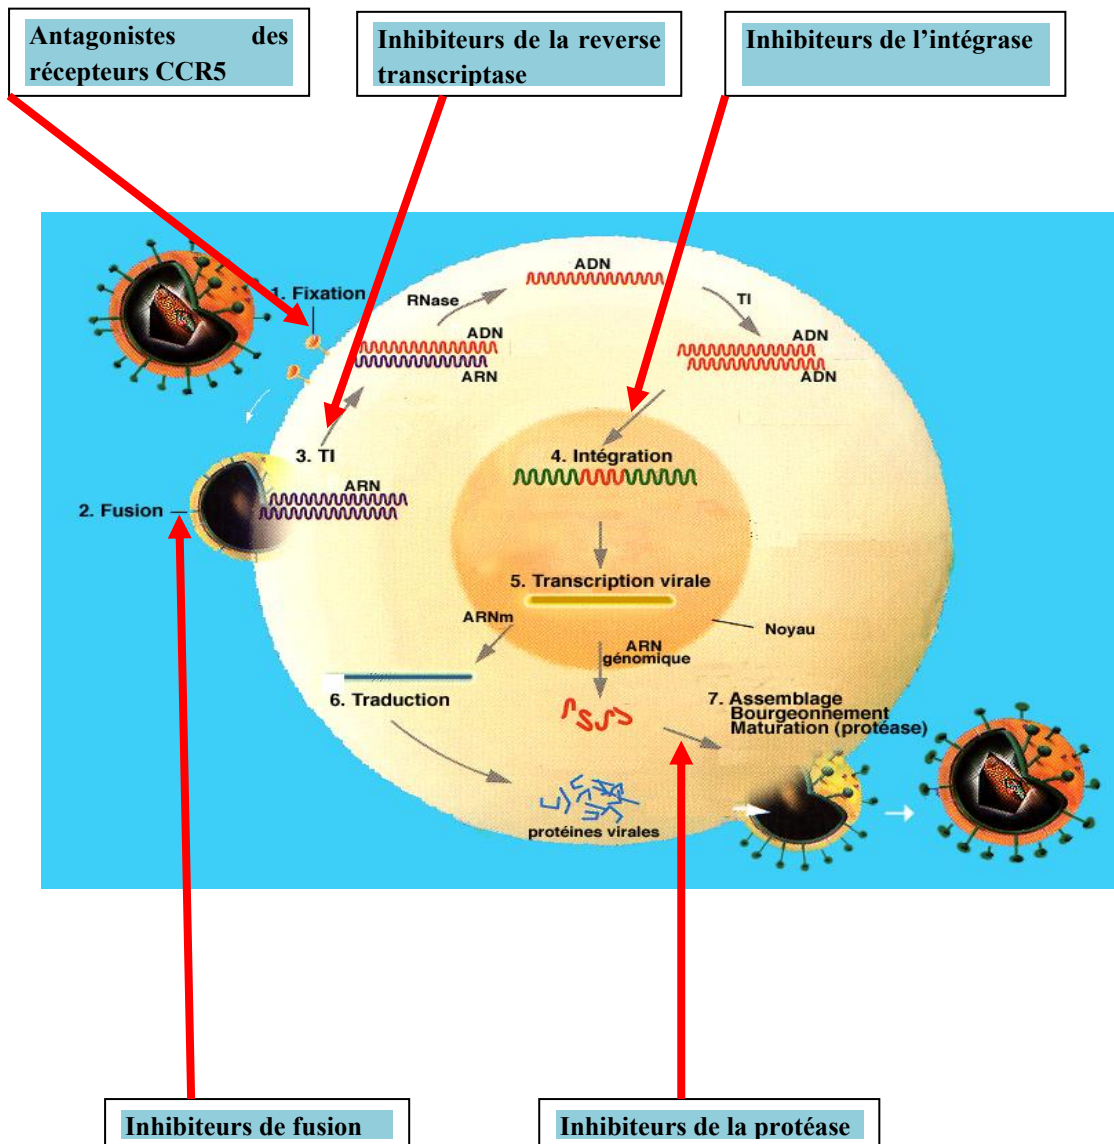 Antagonistes des
récepteurs CCR5
Inhibiteurs de la reverse
transcriptase
Inhibiteurs de l’intégrase
1. Fixation
RNase
ADN
TI
ADN
ARN
ADN
ADN
3. TI
ARN
2. Fusion
4. Intégration
5. Transcription virale
ARNm
Noyau
ARN
génomique
6. Traduction
7. Assemblage
Bourgeonnement
Maturation (protéase)
protéines virales
Inhibiteurs de fusion
Inhibiteurs de la protéase